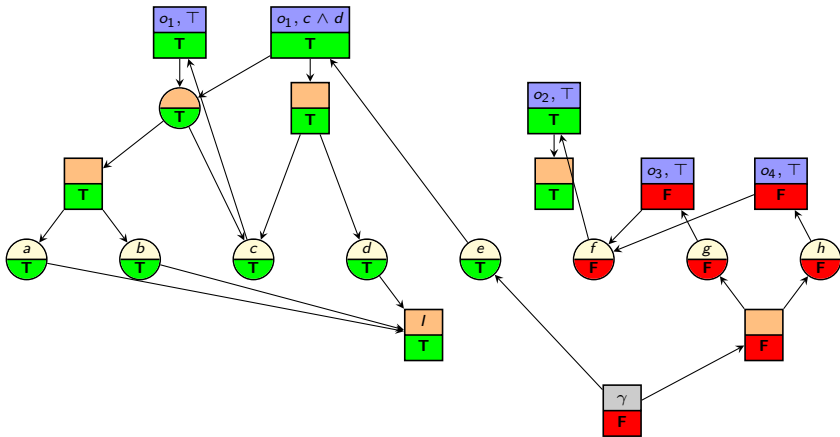 o₁, ⊤
T
o₁, c ∧ d
T
T
T
o₂, ⊤
T
T
T
o₃, ⊤
F
o₄, ⊤
F
a
T
b
T
c
T
d
T
e
T
f
F
g
F
h
F
I
T
F
γ
F